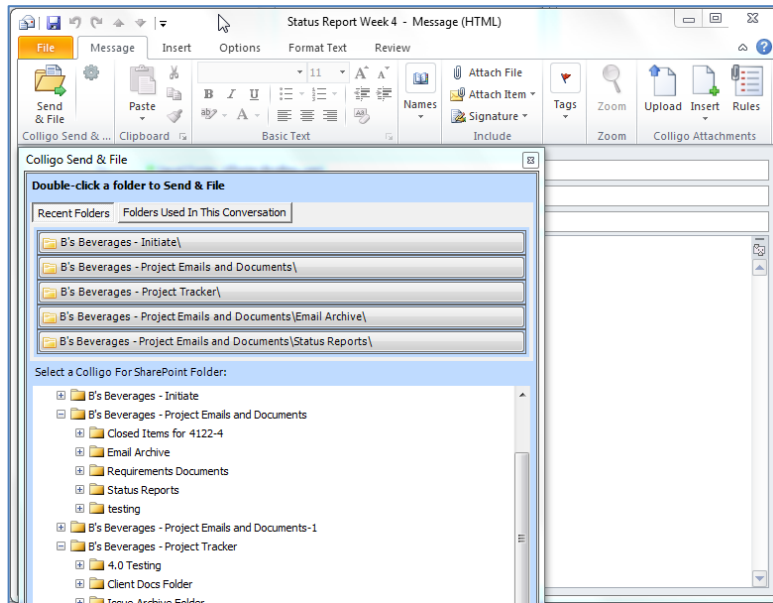 Status Report Week 4 - Message (HTML)
File Message Insert Options Format Text Review
Send & File
Paste
11
B I U
Names
Attach File
Attach Item
Signature
Tags
Zoom
Upload Insert Rules
Colligo Send & ... Clipboard Basic Text Include Zoom Colligo Attachments
Colligo Send & File
Double-click a folder to Send & File
Recent Folders Folders Used In This Conversation
B's Beverages - Initiate\
B's Beverages - Project Emails and Documents\
B's Beverages - Project Tracker\
B's Beverages - Project Emails and Documents\Email Archive\
B's Beverages - Project Emails and Documents\Status Reports\
Select a Colligo For SharePoint Folder:
B's Beverages - Initiate
B's Beverages - Project Emails and Documents
Closed Items for 4122-4
Email Archive
Requirements Documents
Status Reports
testing
B's Beverages - Project Emails and Documents-1
B's Beverages - Project Tracker
4.0 Testing
Client Docs Folder
Issue Archive Folder